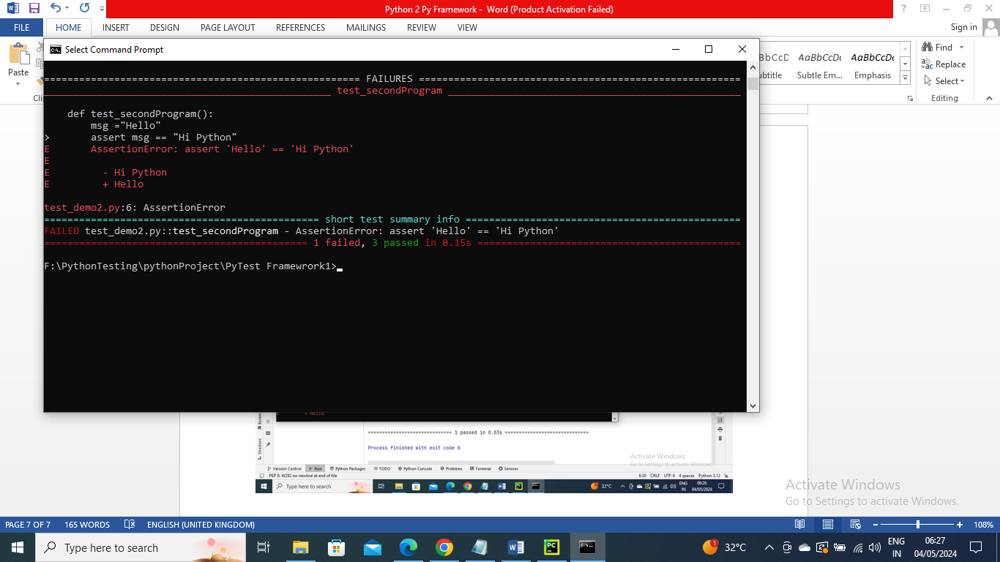 Python 2 Py Framework - Word (Product Activation Failed)
FILE HOME INSERT DESIGN PAGE LAYOUT REFERENCES MAILINGS REVIEW VIEW Sign in
Select Command Prompt
Paste
BbCcD AaBbCcDc AaBbCcDc
ubtitle Subtle Em... Emphasis
Find
Replace
Select
Editing
Cli
======================================================= FAILURES =======================================================
_________________________________________________ test_secondProgram __________________________________________________
def test_secondProgram():
msg ="Hello"
> assert msg == "Hi Python"
E AssertionError: assert 'Hello' == 'Hi Python'
E
E - Hi Python
E + Hello
test_demo2.py:6: AssertionError
=============================================== short test summary info ===============================================
FAILED test_demo2.py::test_secondProgram - AssertionError: assert 'Hello' == 'Hi Python'
============================================= 1 failed, 3 passed in 0.15s =============================================
F:\PythonTesting\pythonProject\PyTest Framewrork1>
E + Hello
============================= 1 passed in 0.03s =============================
Process finished with exit code 0
Structure
Activate Windows
Go to Settings to activate Windows.
Version Control Run Python Packages TODO Python Console Problems Terminal Services
PEP 8: W292 no newline at end of file 6:30 CRLF UTF-8 4 spaces Python 3.12
Type here to search 32°C ENG 06:26
IN 04/05/2024
Activate Windows
Go to Settings to activate Windows.
PAGE 7 OF 7 165 WORDS ENGLISH (UNITED KINGDOM) 108%
Type here to search 1 32°C ENG 06:27
IN 04/05/2024